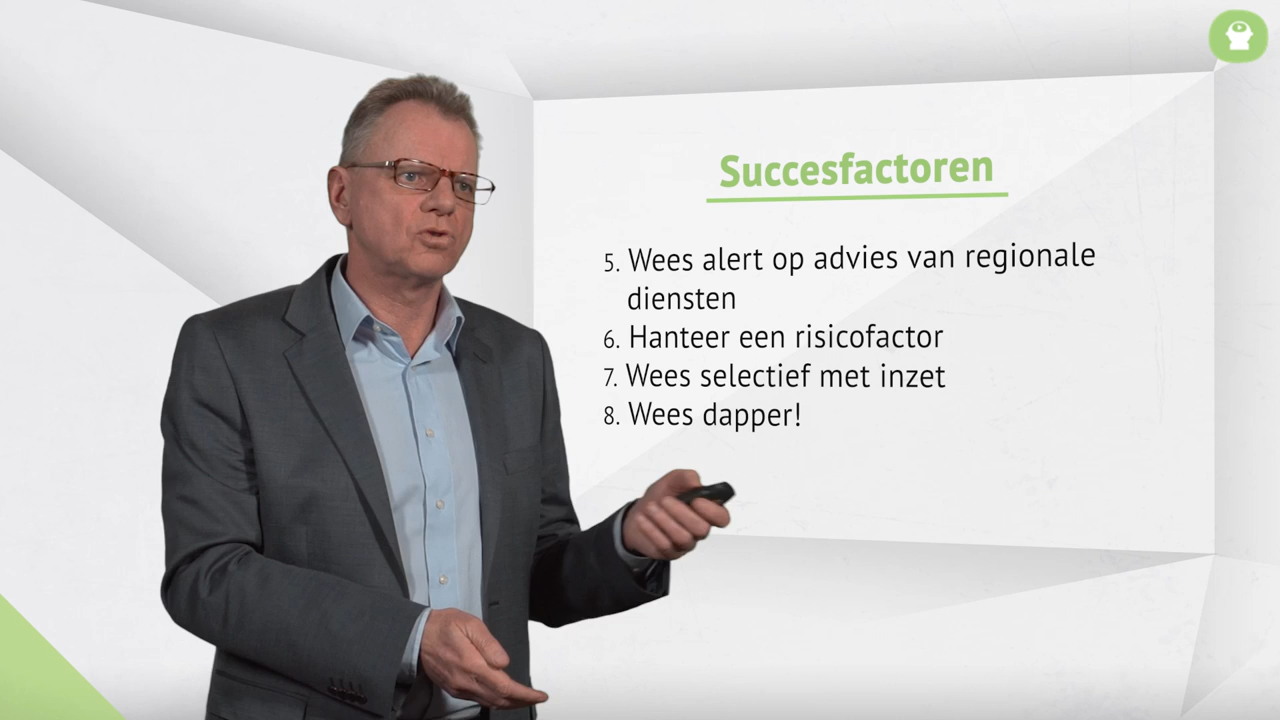 Succesfactoren
5. Wees alert op advies van regionale
diensten
6. Hanteer een risicofactor
7. Wees selectief met inzet
8. Wees dapper!